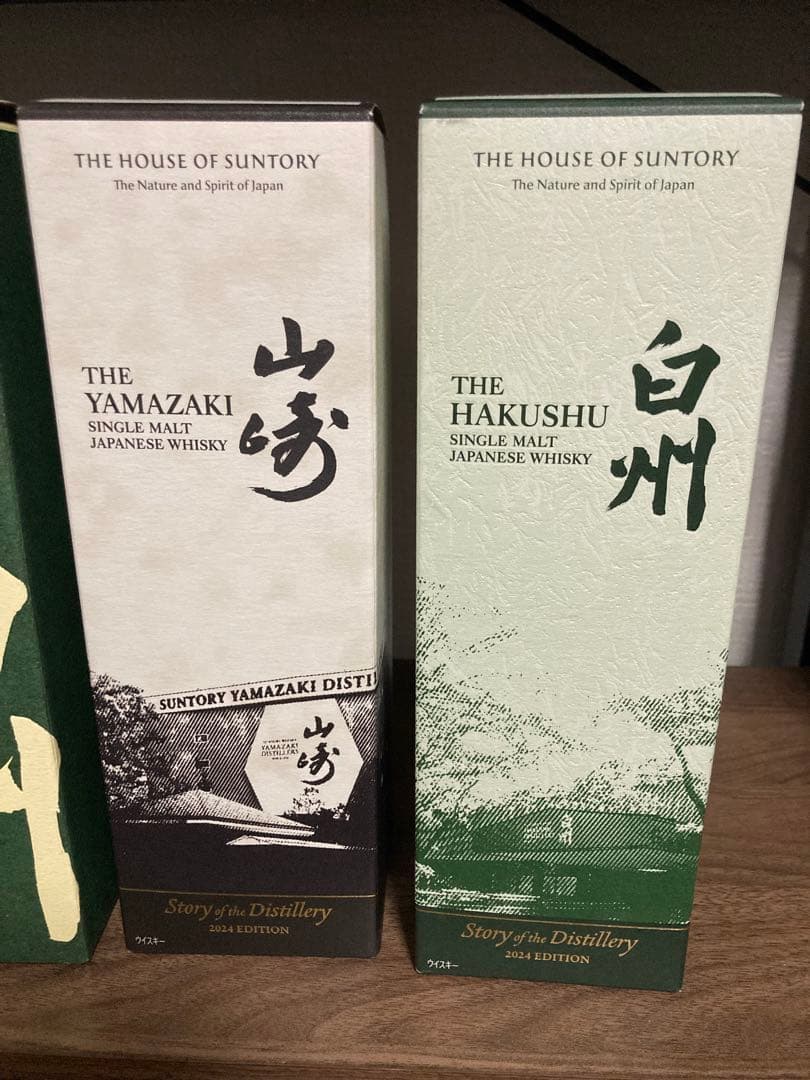 THE HOUSE OF SUNTORY
The Nature and Spirit of Japan
THE
YAMAZAKI
SINGLE MALT
JAPANESE WHISKY
山崎
SUNTORY YAMAZAKI DISTI
YAMAZAKI
DISTILLERY
山崎
Story of the Distillery
2024 EDITION
ウイスキー
THE HOUSE OF SUNTORY
The Nature and Spirit of Japan
THE
HAKUSHU
SINGLE MALT
JAPANESE WHISKY
白州
Story of the Distillery
2024 EDITION
ウイスキー